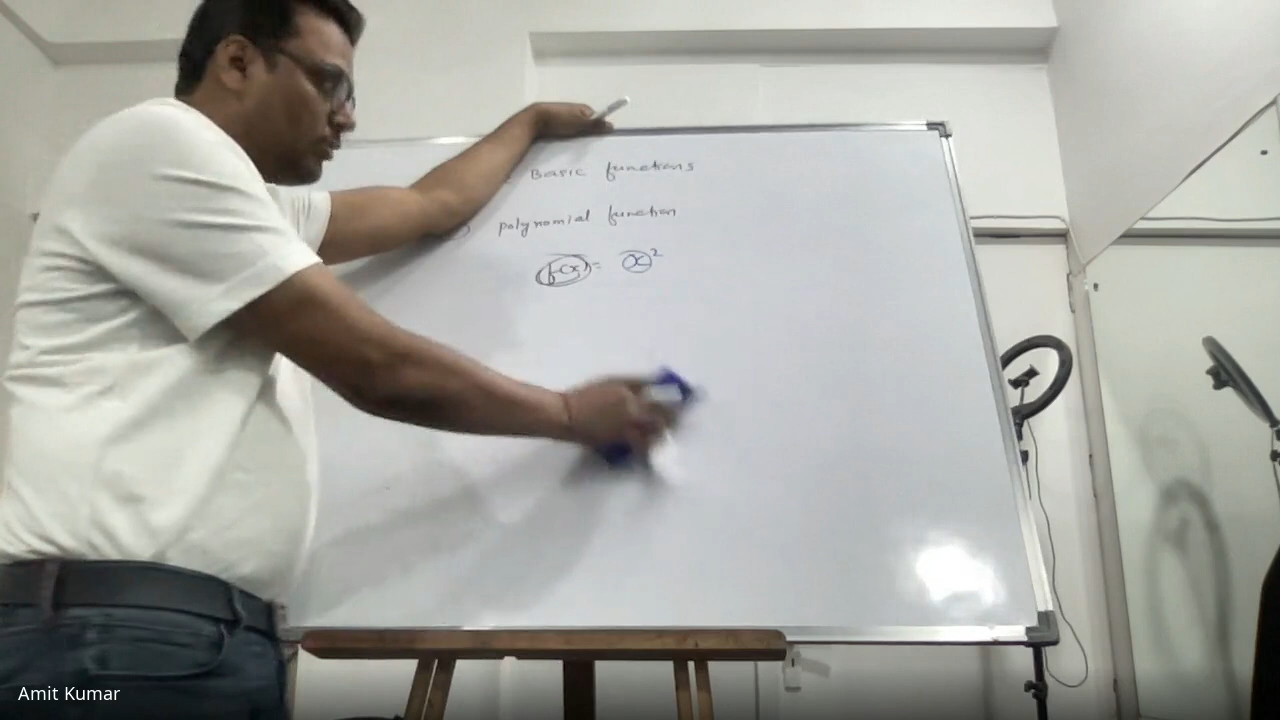 Basic functions
Polynomial function
f(x) = x²
Amit Kumar